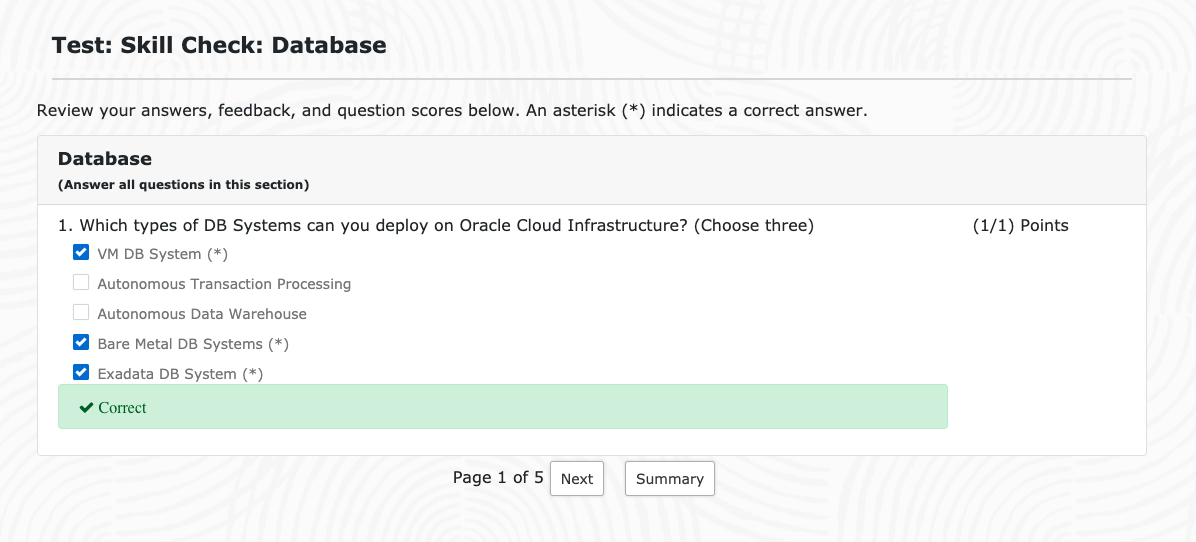 Test: Skill Check: Database
Review your answers, feedback, and question scores below. An asterisk (*) indicates a correct answer.
Database
(Answer all questions in this section)
1. Which types of DB Systems can you deploy on Oracle Cloud Infrastructure? (Choose three) (1/1) Points
VM DB System (*)
Autonomous Transaction Processing
Autonomous Data Warehouse
Bare Metal DB Systems (*)
Exadata DB System (*)
Correct
Page 1 of 5 Next Summary